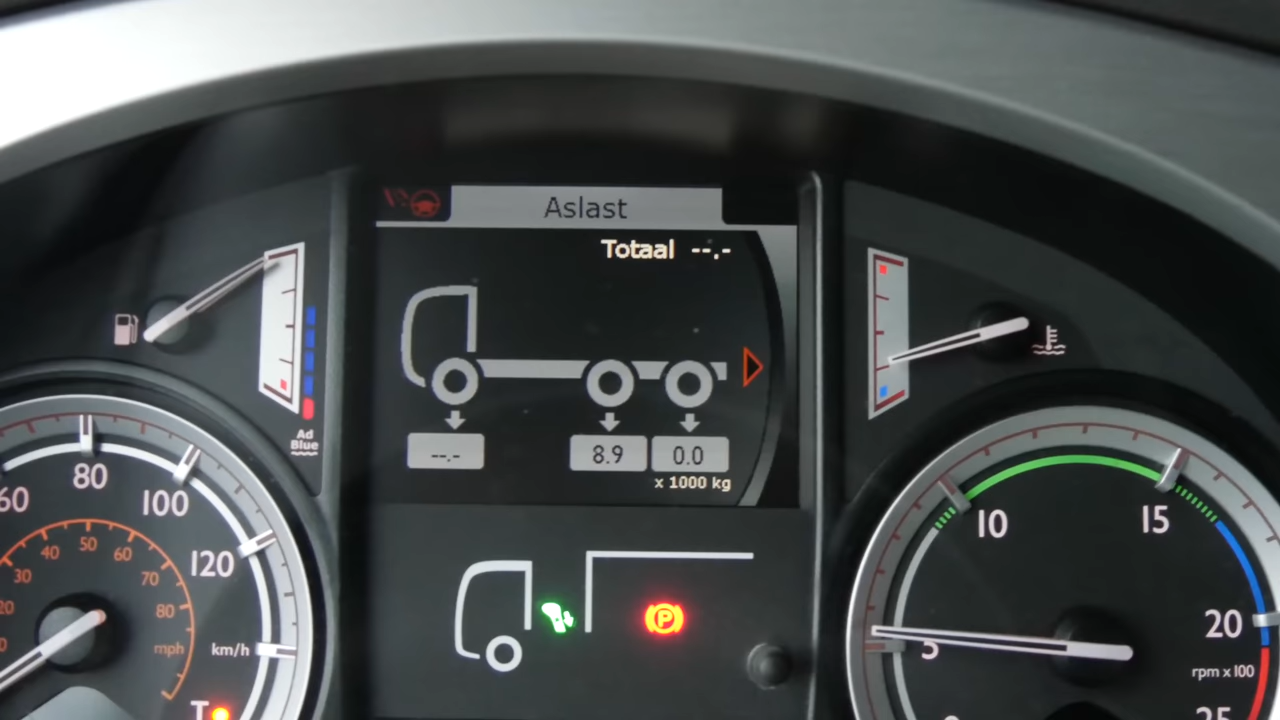 Aslast
Totaal --.-
--.-
8.9
0.0
x 1000 kg
Ad
Blue
60
80
100
120
km/h
20
30
40
50
60
70
80
mph
P
5
10
15
20
25
rpm x 100